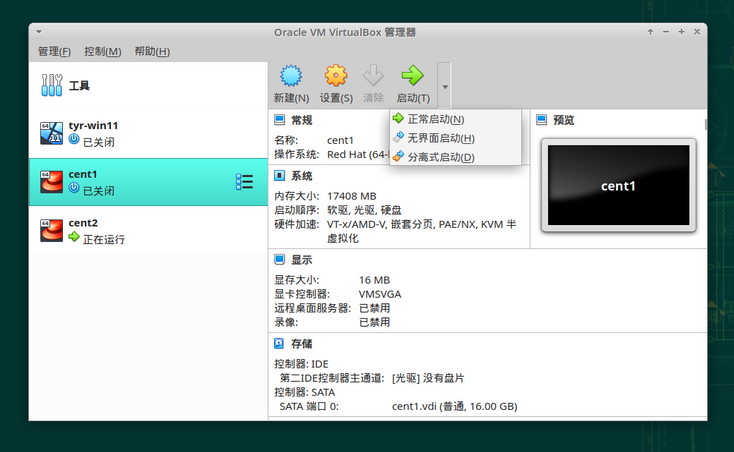 Oracle VM VirtualBox 管理器
管理(F) 控制(M) 帮助(H)
工具
新建(N) 设置(S) 清除 启动(T)
正常启动(N)
无界面启动(H)
分离式启动(D)
64
tyr-win11
已关闭
64
cent1
已关闭
64
cent2
正在运行
常规
名称: cent1
操作系统: Red Hat (64-
预览
cent1
系统
内存大小: 17408 MB
启动顺序: 软驱, 光驱, 硬盘
硬件加速: VT-x/AMD-V, 嵌套分页, PAE/NX, KVM 半
虚拟化
显示
显存大小: 16 MB
显卡控制器: VMSVGA
远程桌面服务器: 已禁用
录像: 已禁用
存储
控制器: IDE
第二IDE控制器主通道: [光驱] 没有盘片
控制器: SATA
SATA 端口 0: cent1.vdi (普通, 16.00 GB)